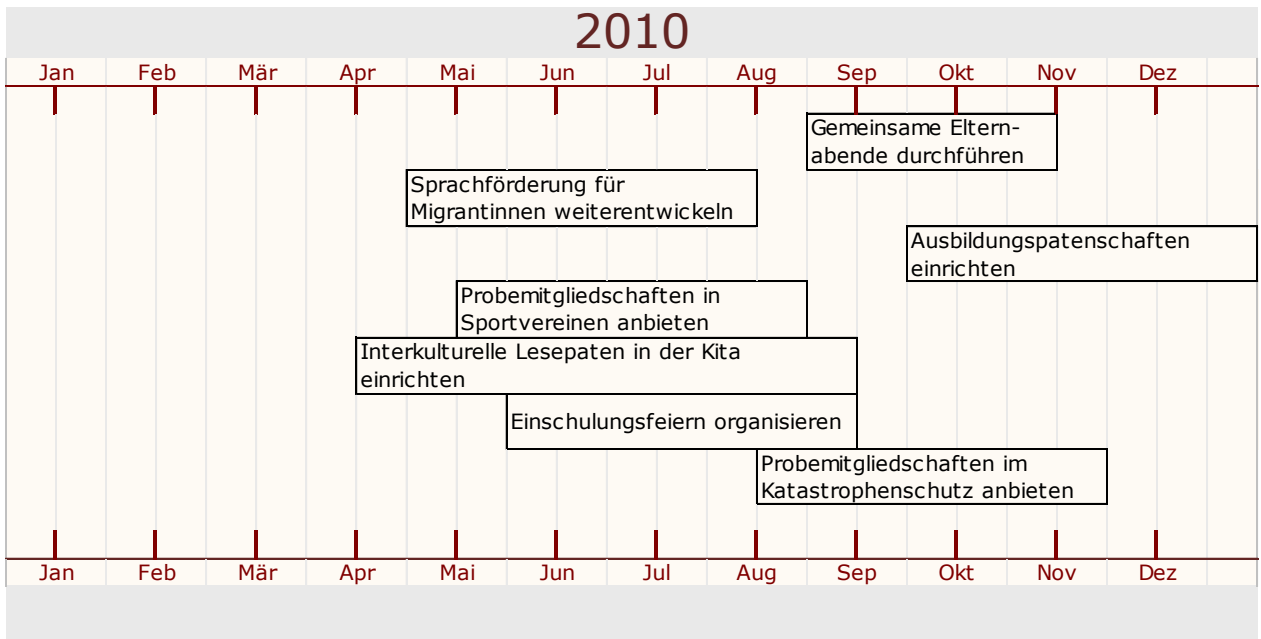 2010
Jan Feb Mär Apr Mai Jun Jul Aug Sep Okt Nov Dez
Gemeinsame Eltern-
abende durchführen
Sprachförderung für
Migrantinnen weiterentwickeln
Ausbildungspatenschaften
einrichten
Probemitgliedschaften in
Sportvereinen anbieten
Interkulturelle Lesepaten in der Kita
einrichten
Einschulungsfeiern organisieren
Probemitgliedschaften im
Katastrophenschutz anbieten
Jan Feb Mär Apr Mai Jun Jul Aug Sep Okt Nov Dez